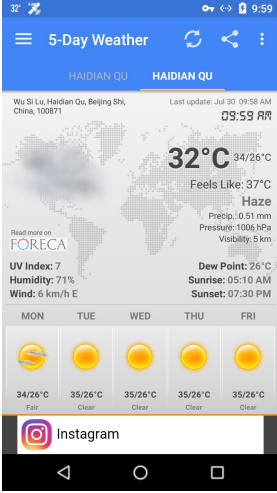 32° 9:59
5-Day Weather
HAIDIAN QU HAIDIAN QU
Wu Si Lu, Haidian Qu, Beijing Shi, China, 100871
Last update: Jul 30 09:58 AM
09:59 AM
32°C 34/26°C
Feels Like: 37°C
Haze
Precip.: 0.51 mm
Pressure: 1006 hPa
Visibility: 5 km
Read more on
FORECA
UV Index: 7 Dew Point: 26°C
Humidity: 71% Sunrise: 05:10 AM
Wind: 6 km/h E Sunset: 07:30 PM
MON TUE WED THU FRI
34/26°C 35/26°C 35/26°C 35/26°C 35/26°C
Fair Clear Clear Clear Clear
Instagram